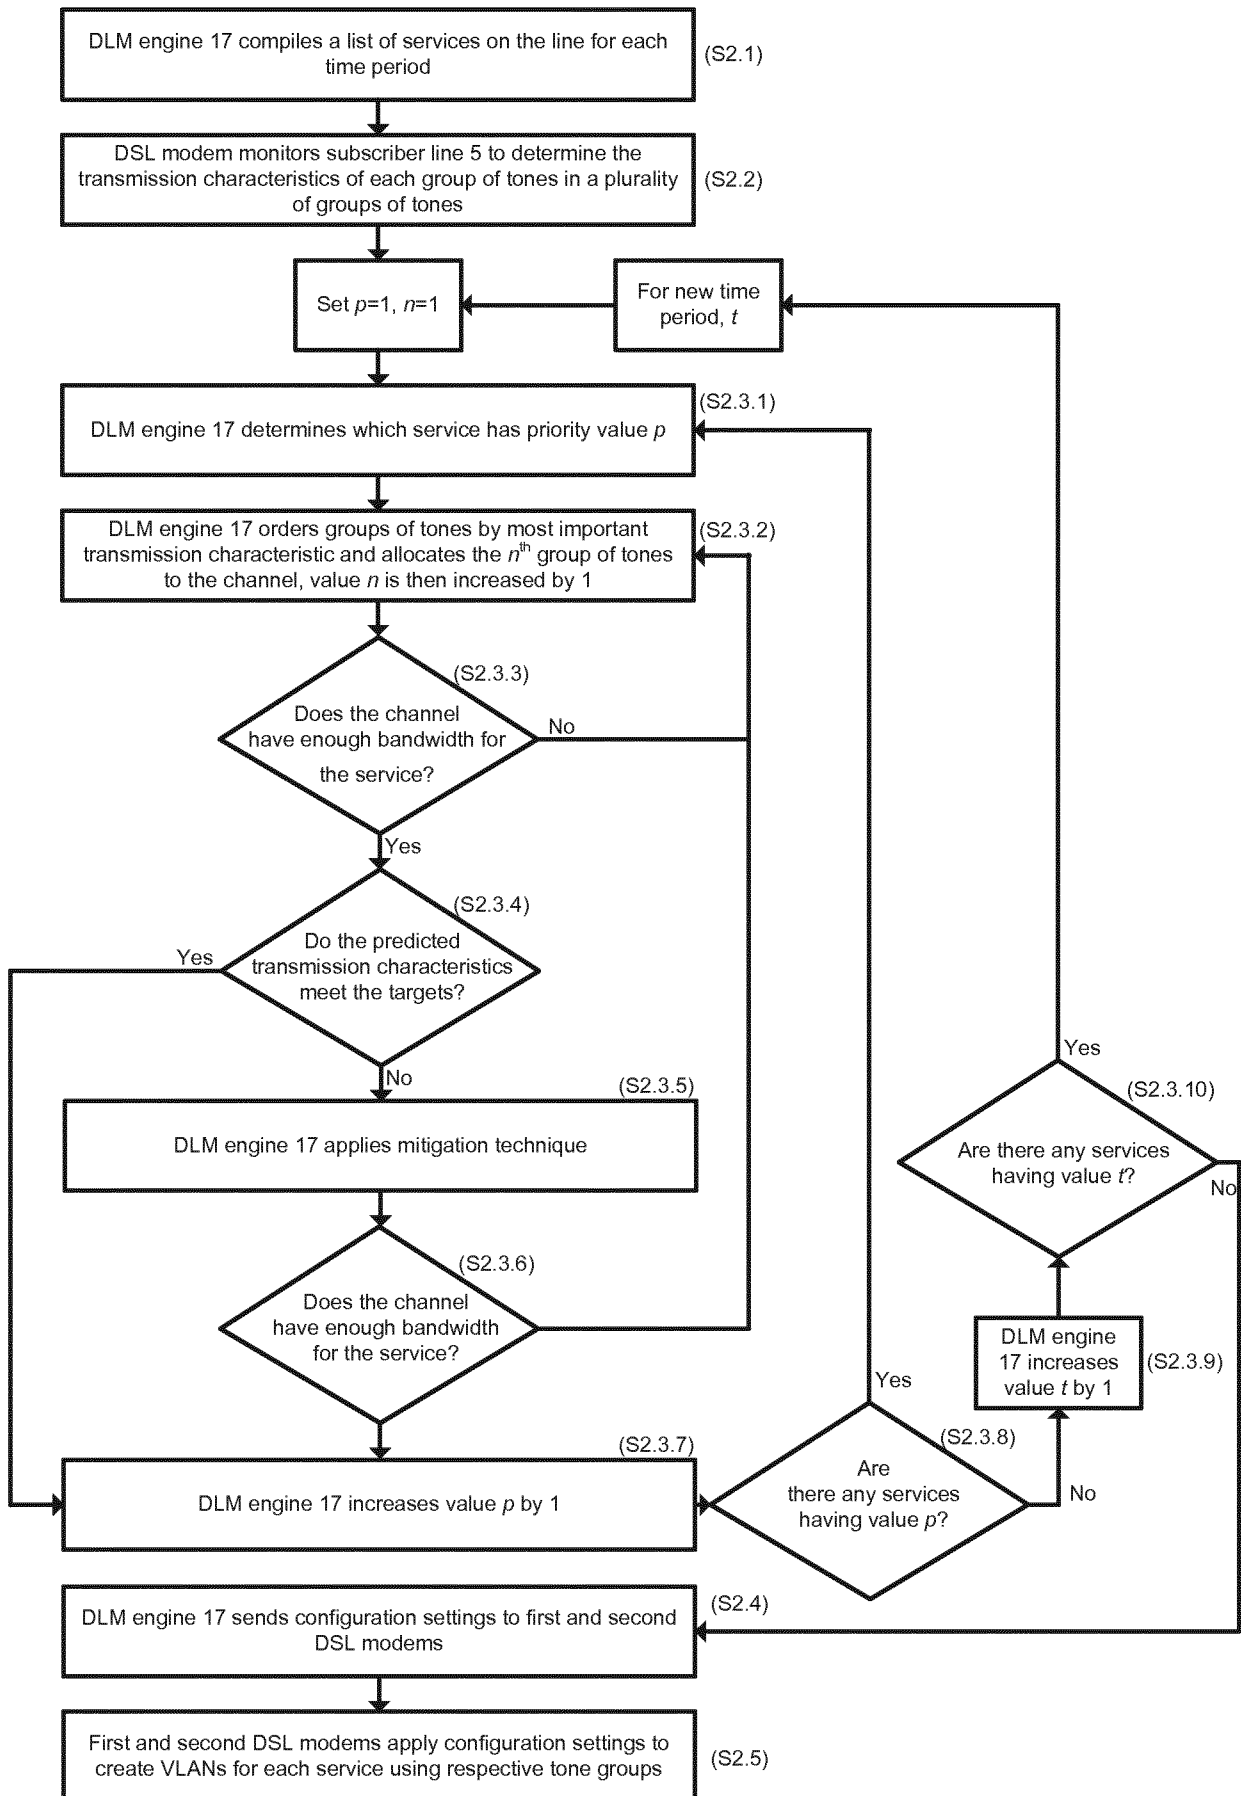 DLM engine 17 compiles a list of services on the line for each
time period
(S2.1)
DSL modem monitors subscriber line 5 to determine the
transmission characteristics of each group of tones in a plurality
of groups of tones
(S2.2)
Set p=1, n=1
For new time
period, t
(S2.3.1)
DLM engine 17 determines which service has priority value p
DLM engine 17 orders groups of tones by most important
transmission characteristic and allocates the nth group of tones
to the channel, value n is then increased by 1
(S2.3.2)
(S2.3.3)
Does the channel
have enough bandwidth for
the service?
No
Yes
(S2.3.4)
Do the predicted
transmission characteristics
meet the targets?
Yes
No
(S2.3.5)
DLM engine 17 applies mitigation technique
(S2.3.6)
Does the channel
have enough bandwidth
for the service?
(S2.3.7)
DLM engine 17 increases value p by 1
Yes
(S2.3.8)
Are
there any services
having value p?
No
DLM engine
17 increases
value t by 1
(S2.3.9)
Yes
(S2.3.10)
Are there any services
having value t?
No
DLM engine 17 sends configuration settings to first and second
DSL modems
(S2.4)
First and second DSL modems apply configuration settings to
create VLANs for each service using respective tone groups
(S2.5)